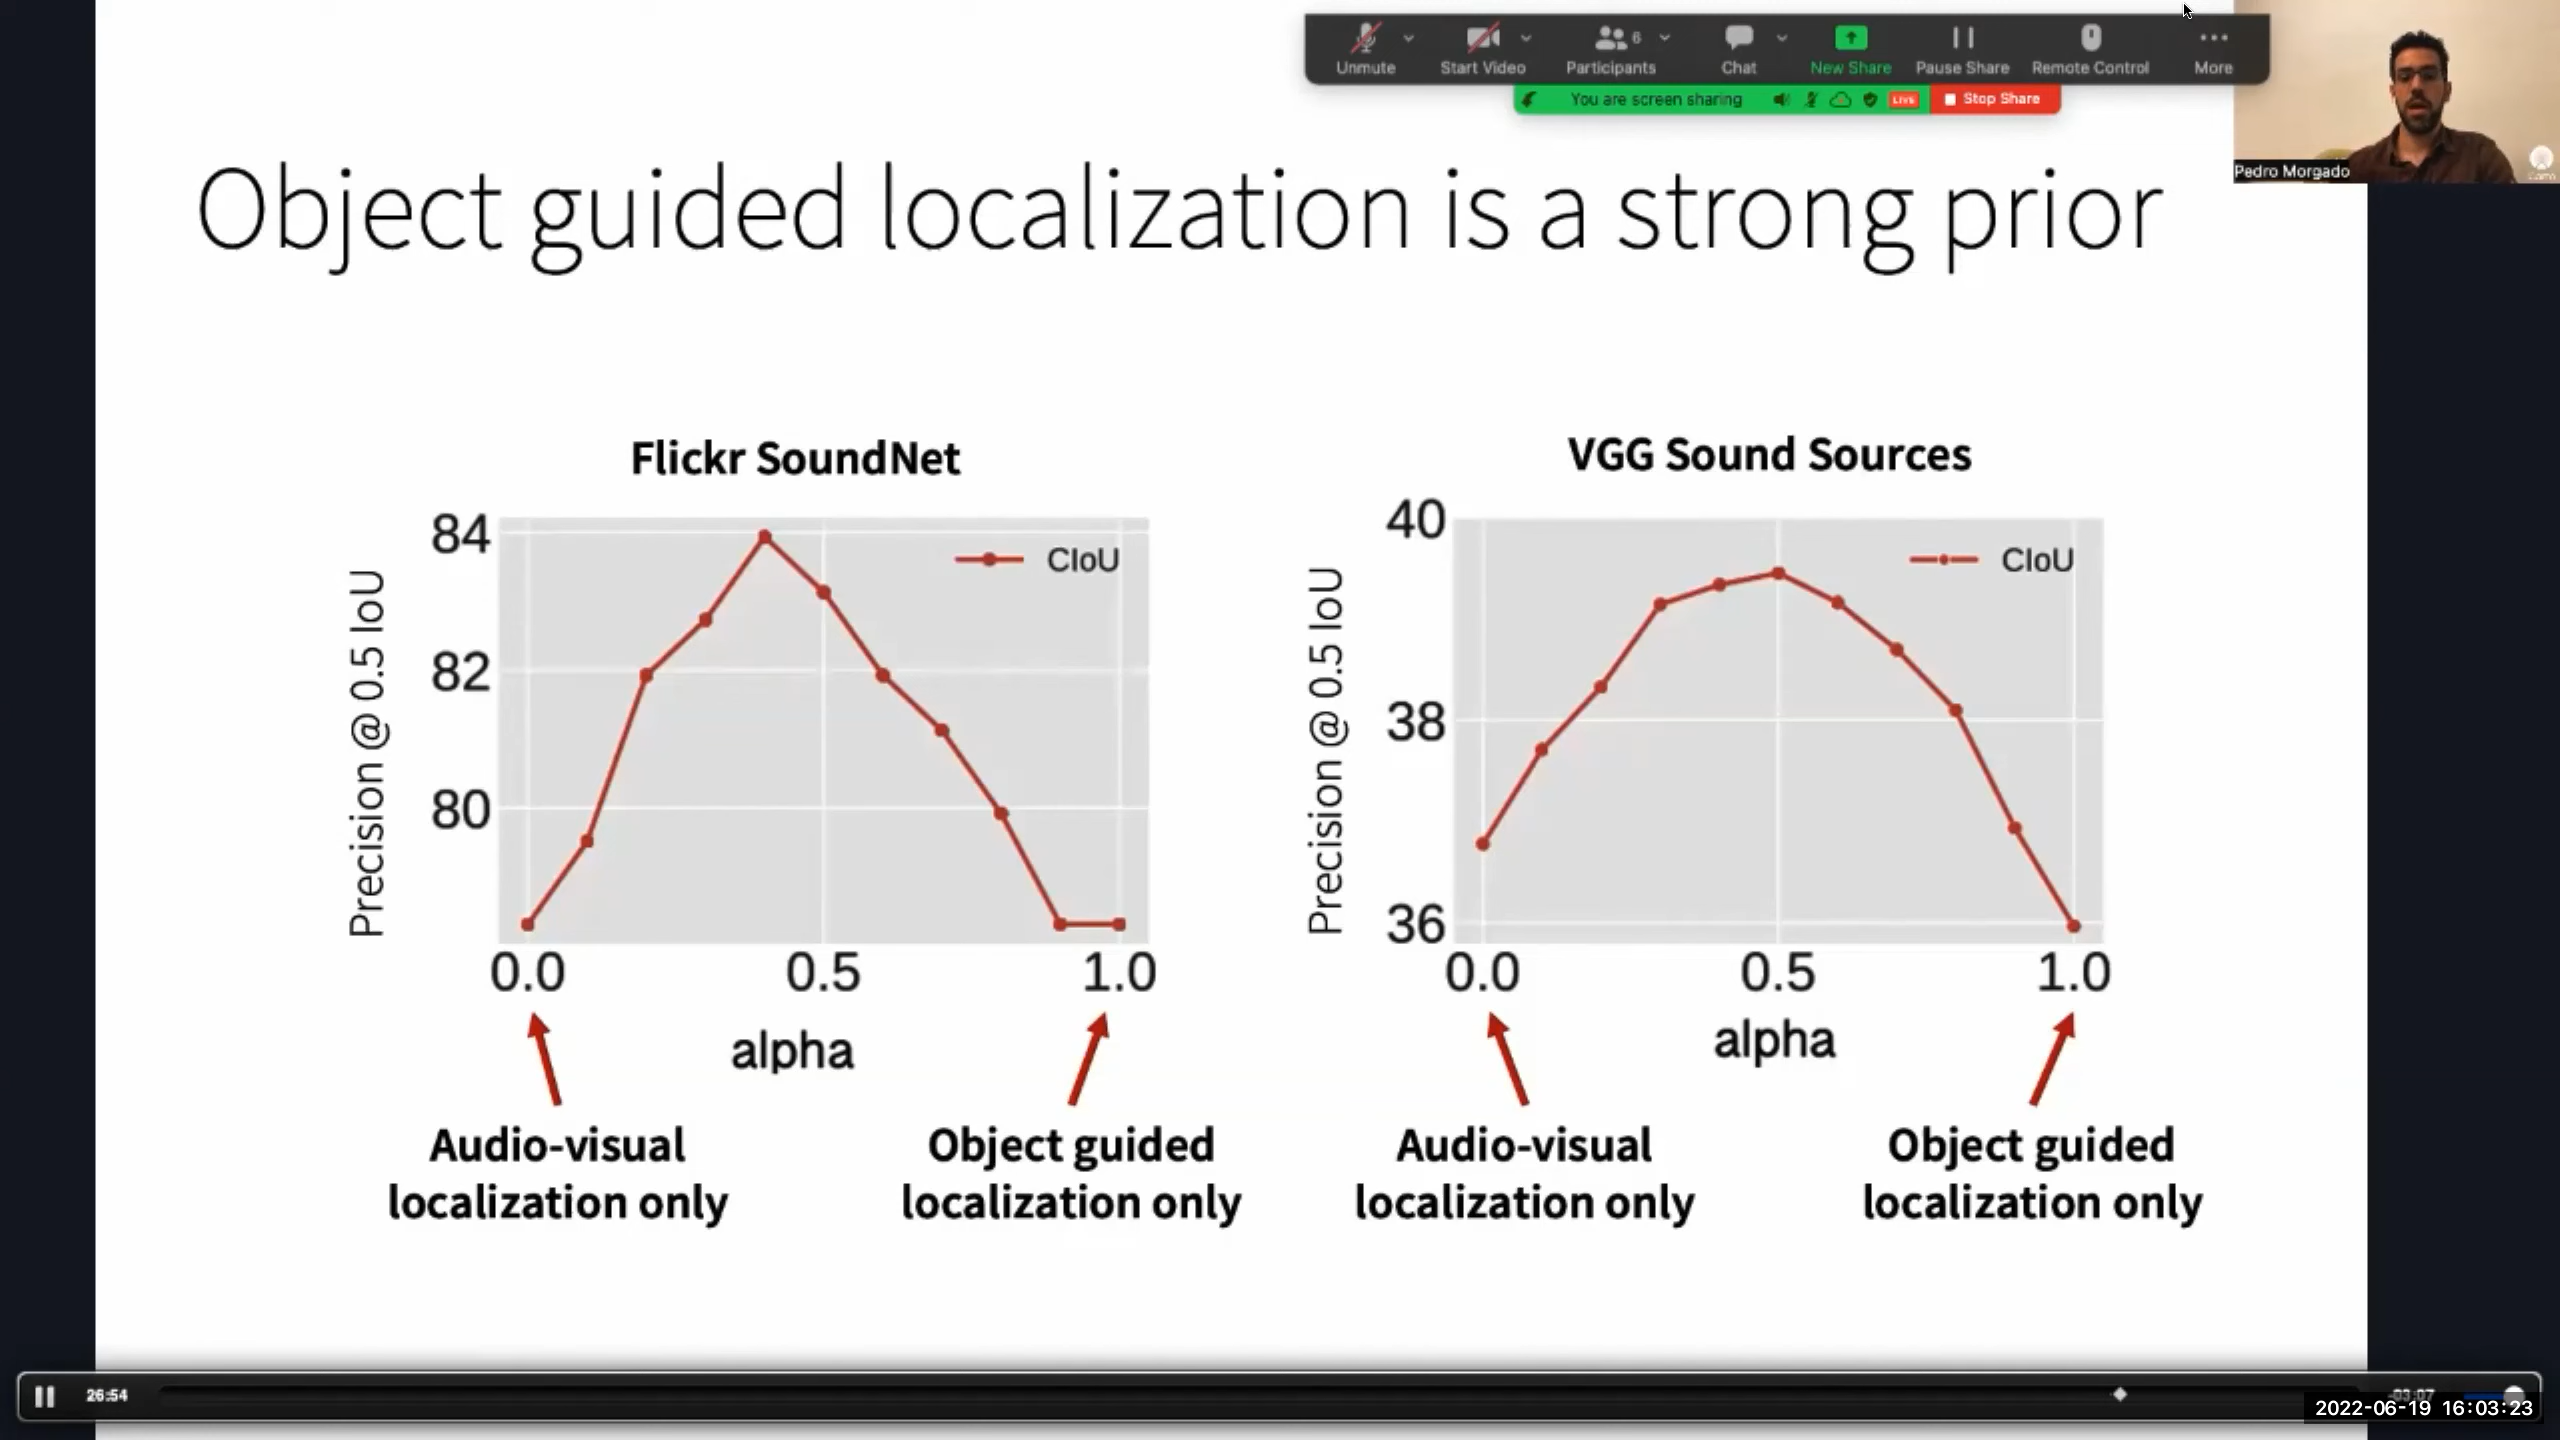 Unmute
Start Video
6
Participants
Chat
New Share
Pause Share
Remote Control
More
You are screen sharing
LIVE
Stop Share
Pedro Morgado
Object guided localization is a strong prior
Flickr SoundNet
84
82
80
Precision @ 0.5 IoU
CIoU
0.0
0.5
1.0
alpha
Audio-visual
localization only
Object guided
localization only
VGG Sound Sources
40
38
36
Precision @ 0.5 IoU
CIoU
0.0
0.5
1.0
alpha
Audio-visual
localization only
Object guided
localization only
26:54
-03:07
2022-06-19 16:03:23